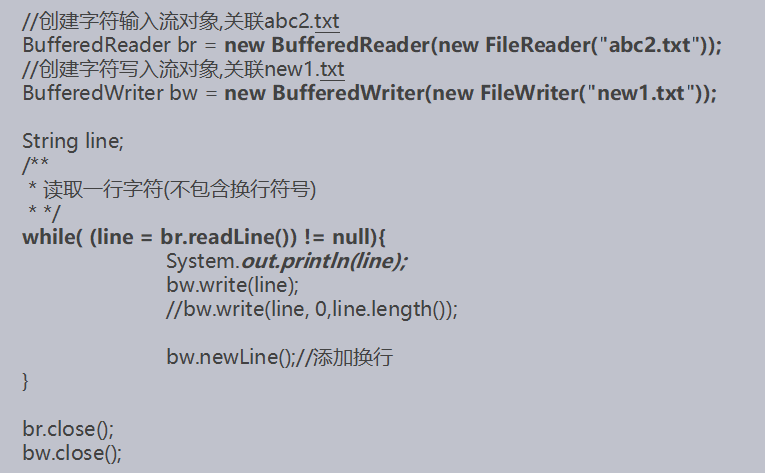 //创建字符输入流对象,关联abc2.txt
BufferedReader br = new BufferedReader(new FileReader("abc2.txt"));
//创建字符写入流对象,关联new1.txt
BufferedWriter bw = new BufferedWriter(new FileWriter("new1.txt"));
String line;
/**
* 读取一行字符(不包含换行符号)
* */
while( (line = br.readLine()) != null){
System.out.println(line);
bw.write(line);
//bw.write(line, 0,line.length());
bw.newLine();//添加换行
}
br.close();
bw.close();